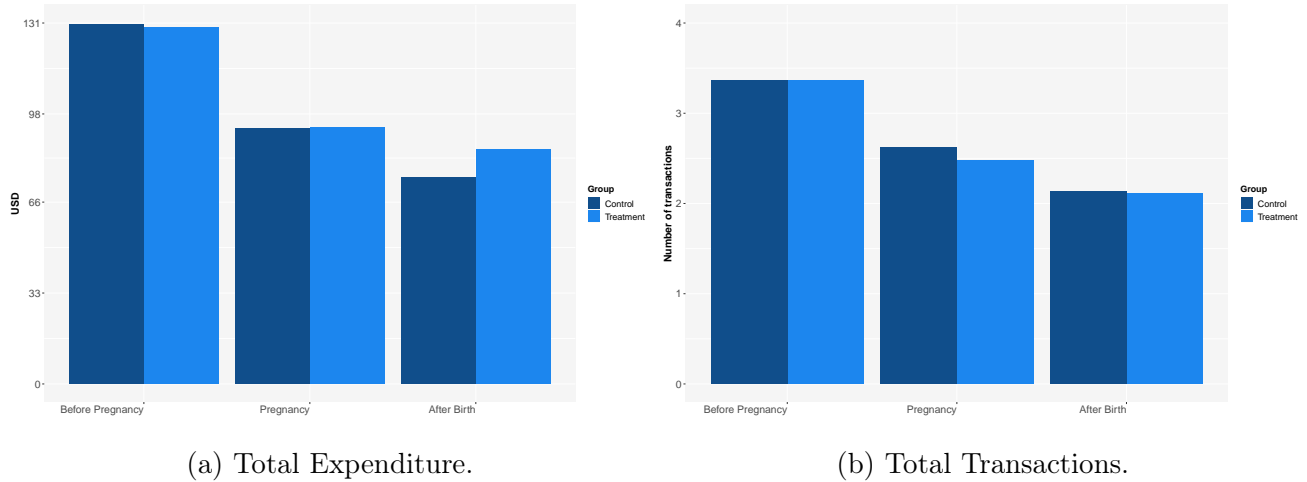 131
98
66
33
0
USD
Before Pregnancy
Pregnancy
After Birth
Group
Control
Treatment
(a) Total Expenditure.
4
3
2
1
0
Number of transactions
Before Pregnancy
Pregnancy
After Birth
Group
Control
Treatment
(b) Total Transactions.